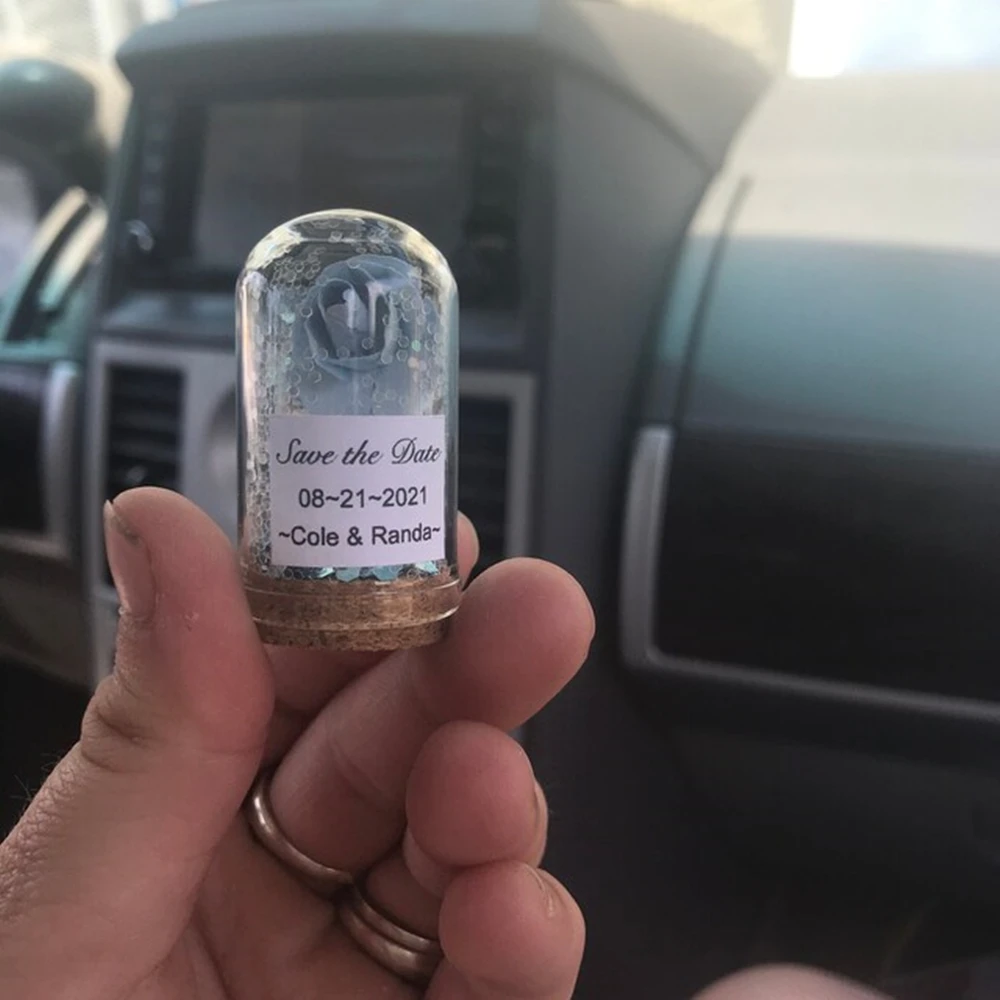 Save the Date
08~21~2021
~Cole & Randa~